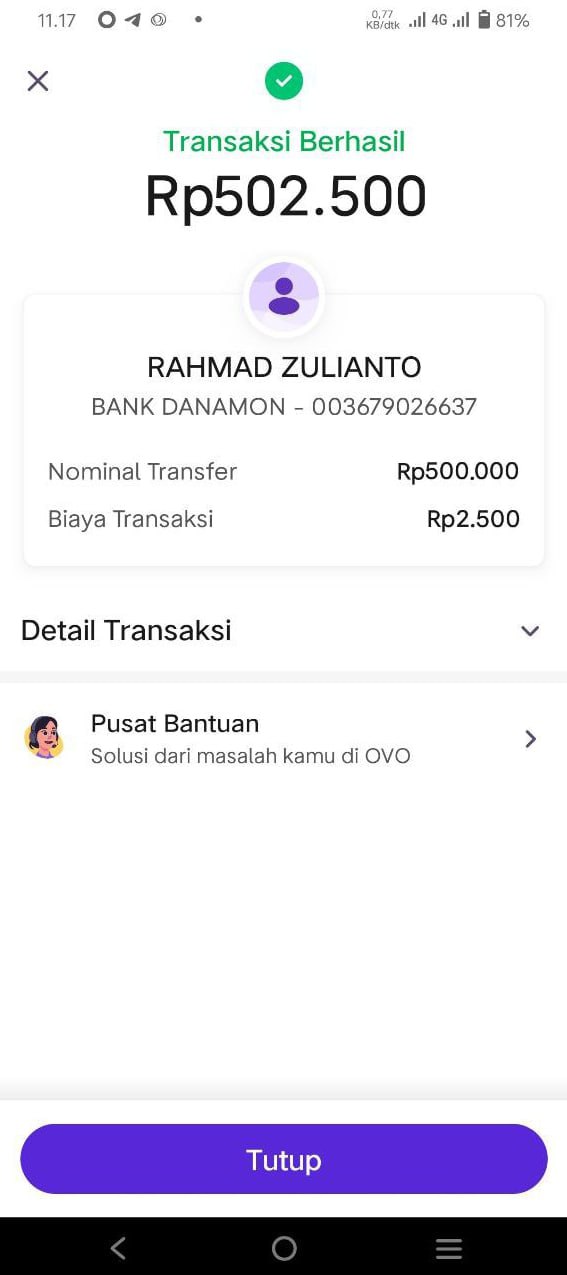 11.17
0,77
KB/dtk
4G
81%
Transaksi Berhasil
Rp502.500
RAHMAD ZULIANTO
BANK DANAMON - 003679026637
Nominal Transfer Rp500.000
Biaya Transaksi Rp2.500
Detail Transaksi
Pusat Bantuan
Solusi dari masalah kamu di OVO
Tutup